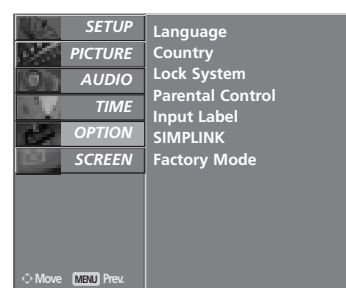 SETUP
PICTURE
AUDIO
TIME
OPTION
SCREEN
Language
Country
Lock System
Parental Control
Input Label
SIMPLINK
Factory Mode
Move MENU Prev.